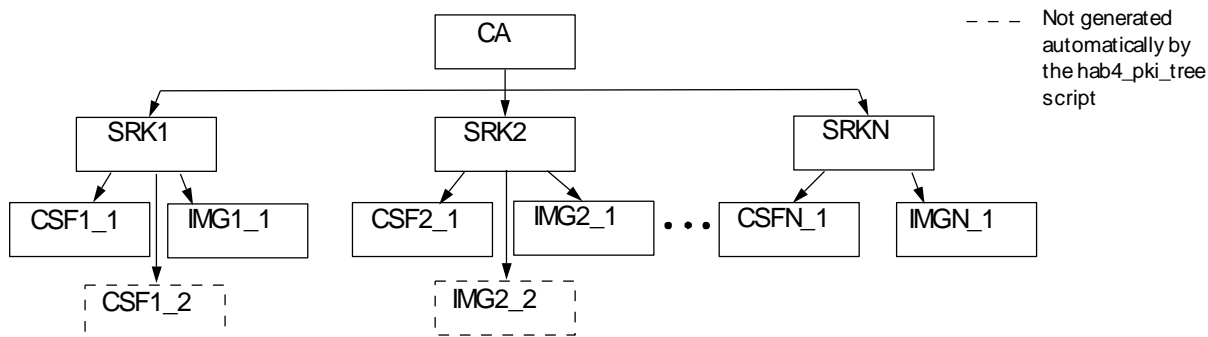 CA
Not generated
automatically by
the hab4_pki_tree
script
SRK1
SRK2
SRKN
CSF1_1
IMG1_1
CSF2_1
IMG2_1
CSFN_1
IMGN_1
CSF1_2
IMG2_2